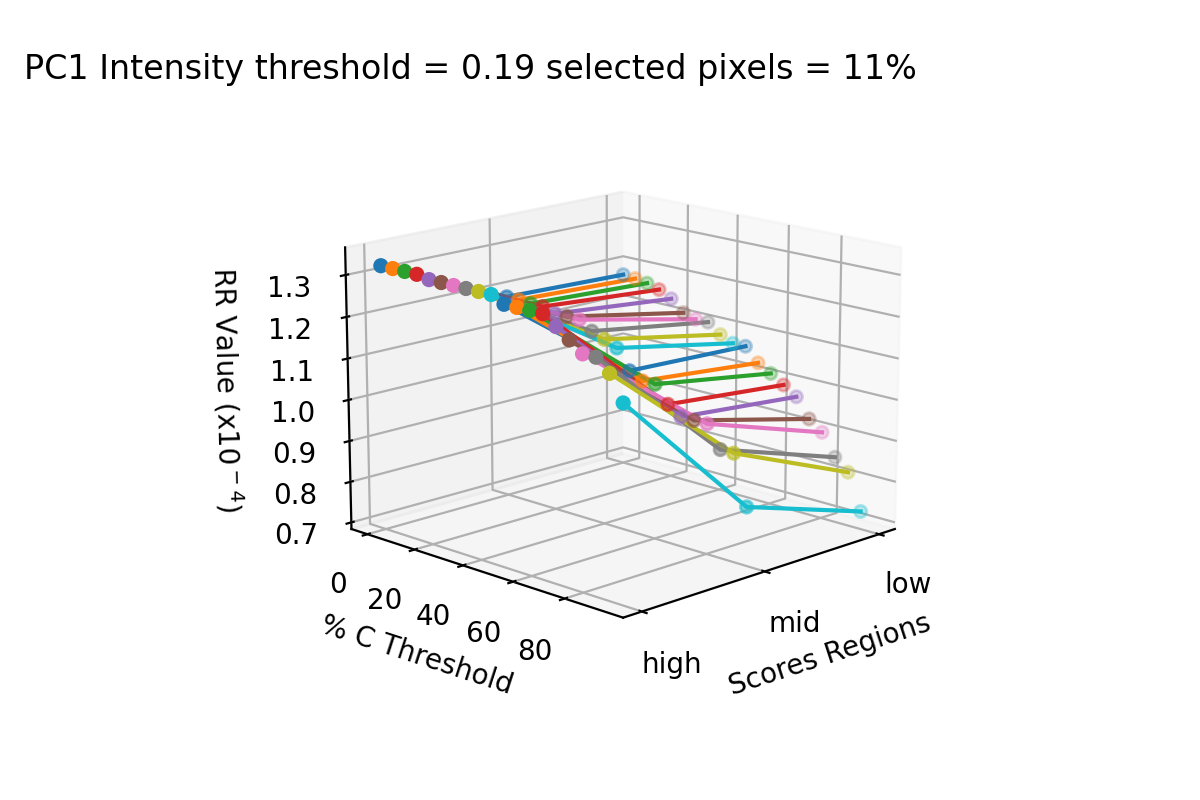 PC1 Intensity threshold = 0.19 selected pixels = 11%
RR Value (x10⁻⁴)
1.3
1.2
1.1
1.0
0.9
0.8
0.7
0
20
40
60
80
% C Threshold
high
mid
low
Scores Regions